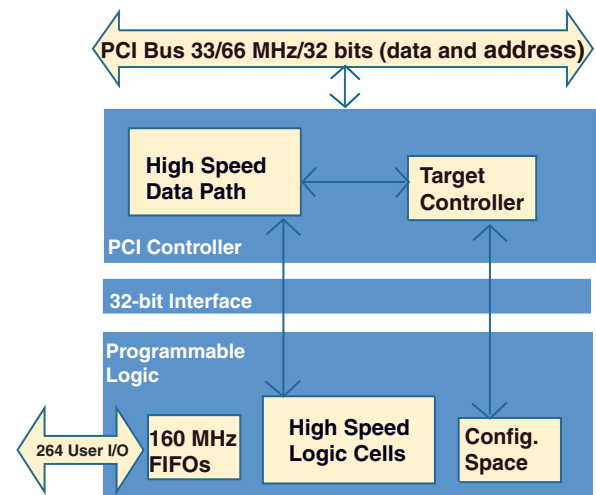 PCI Bus 33/66 MHz/32 bits (data and address)
High Speed
Data Path
Target
Controller
PCI Controller
32-bit Interface
Programmable
Logic
264 User I/O
160 MHz
FIFOs
High Speed
Logic Cells
Config.
Space